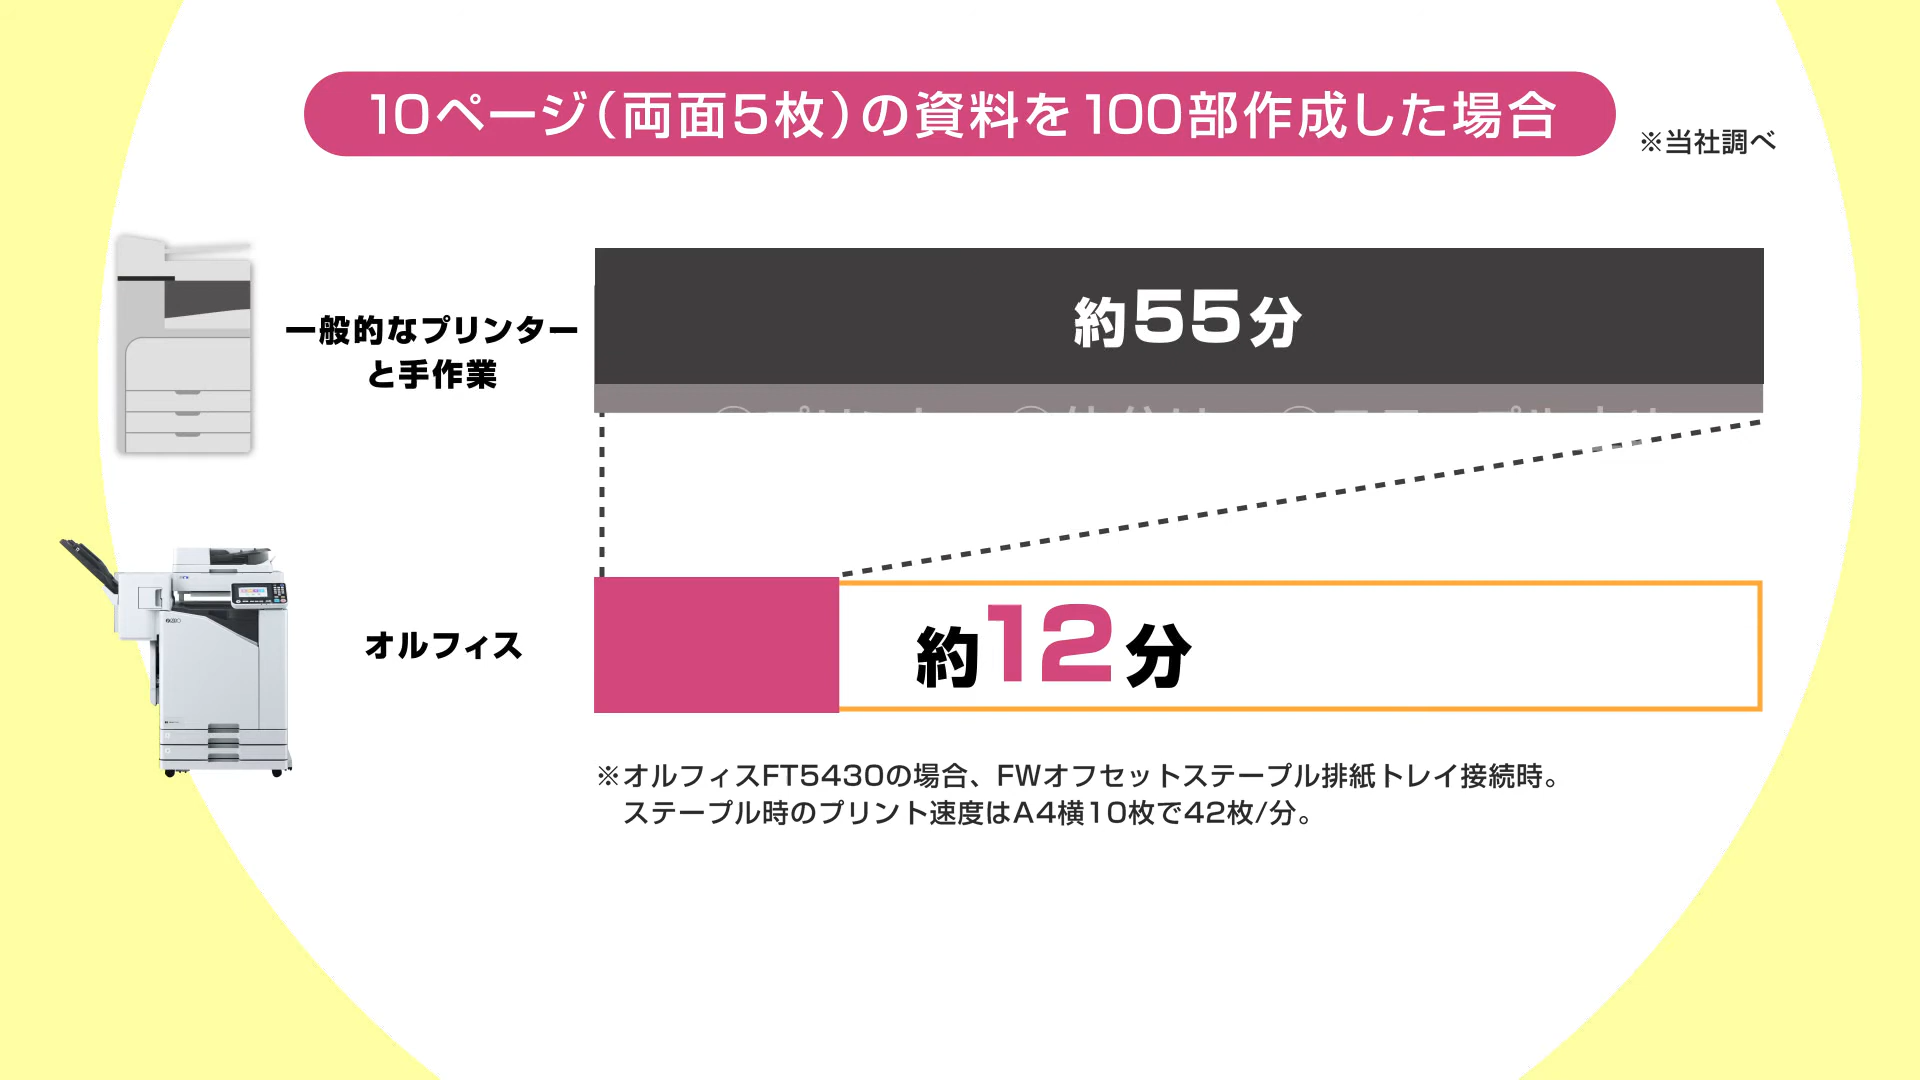 10ページ（両面5枚）の資料を100部作成した場合
※当社調べ
一般的なプリンター
と手作業
約55分
オルフィス
約12分
※オルフィスFT5430の場合、FWオフセットステープル排紙トレイ接続時。
ステープル時のプリント速度はA4横10枚で42枚/分。